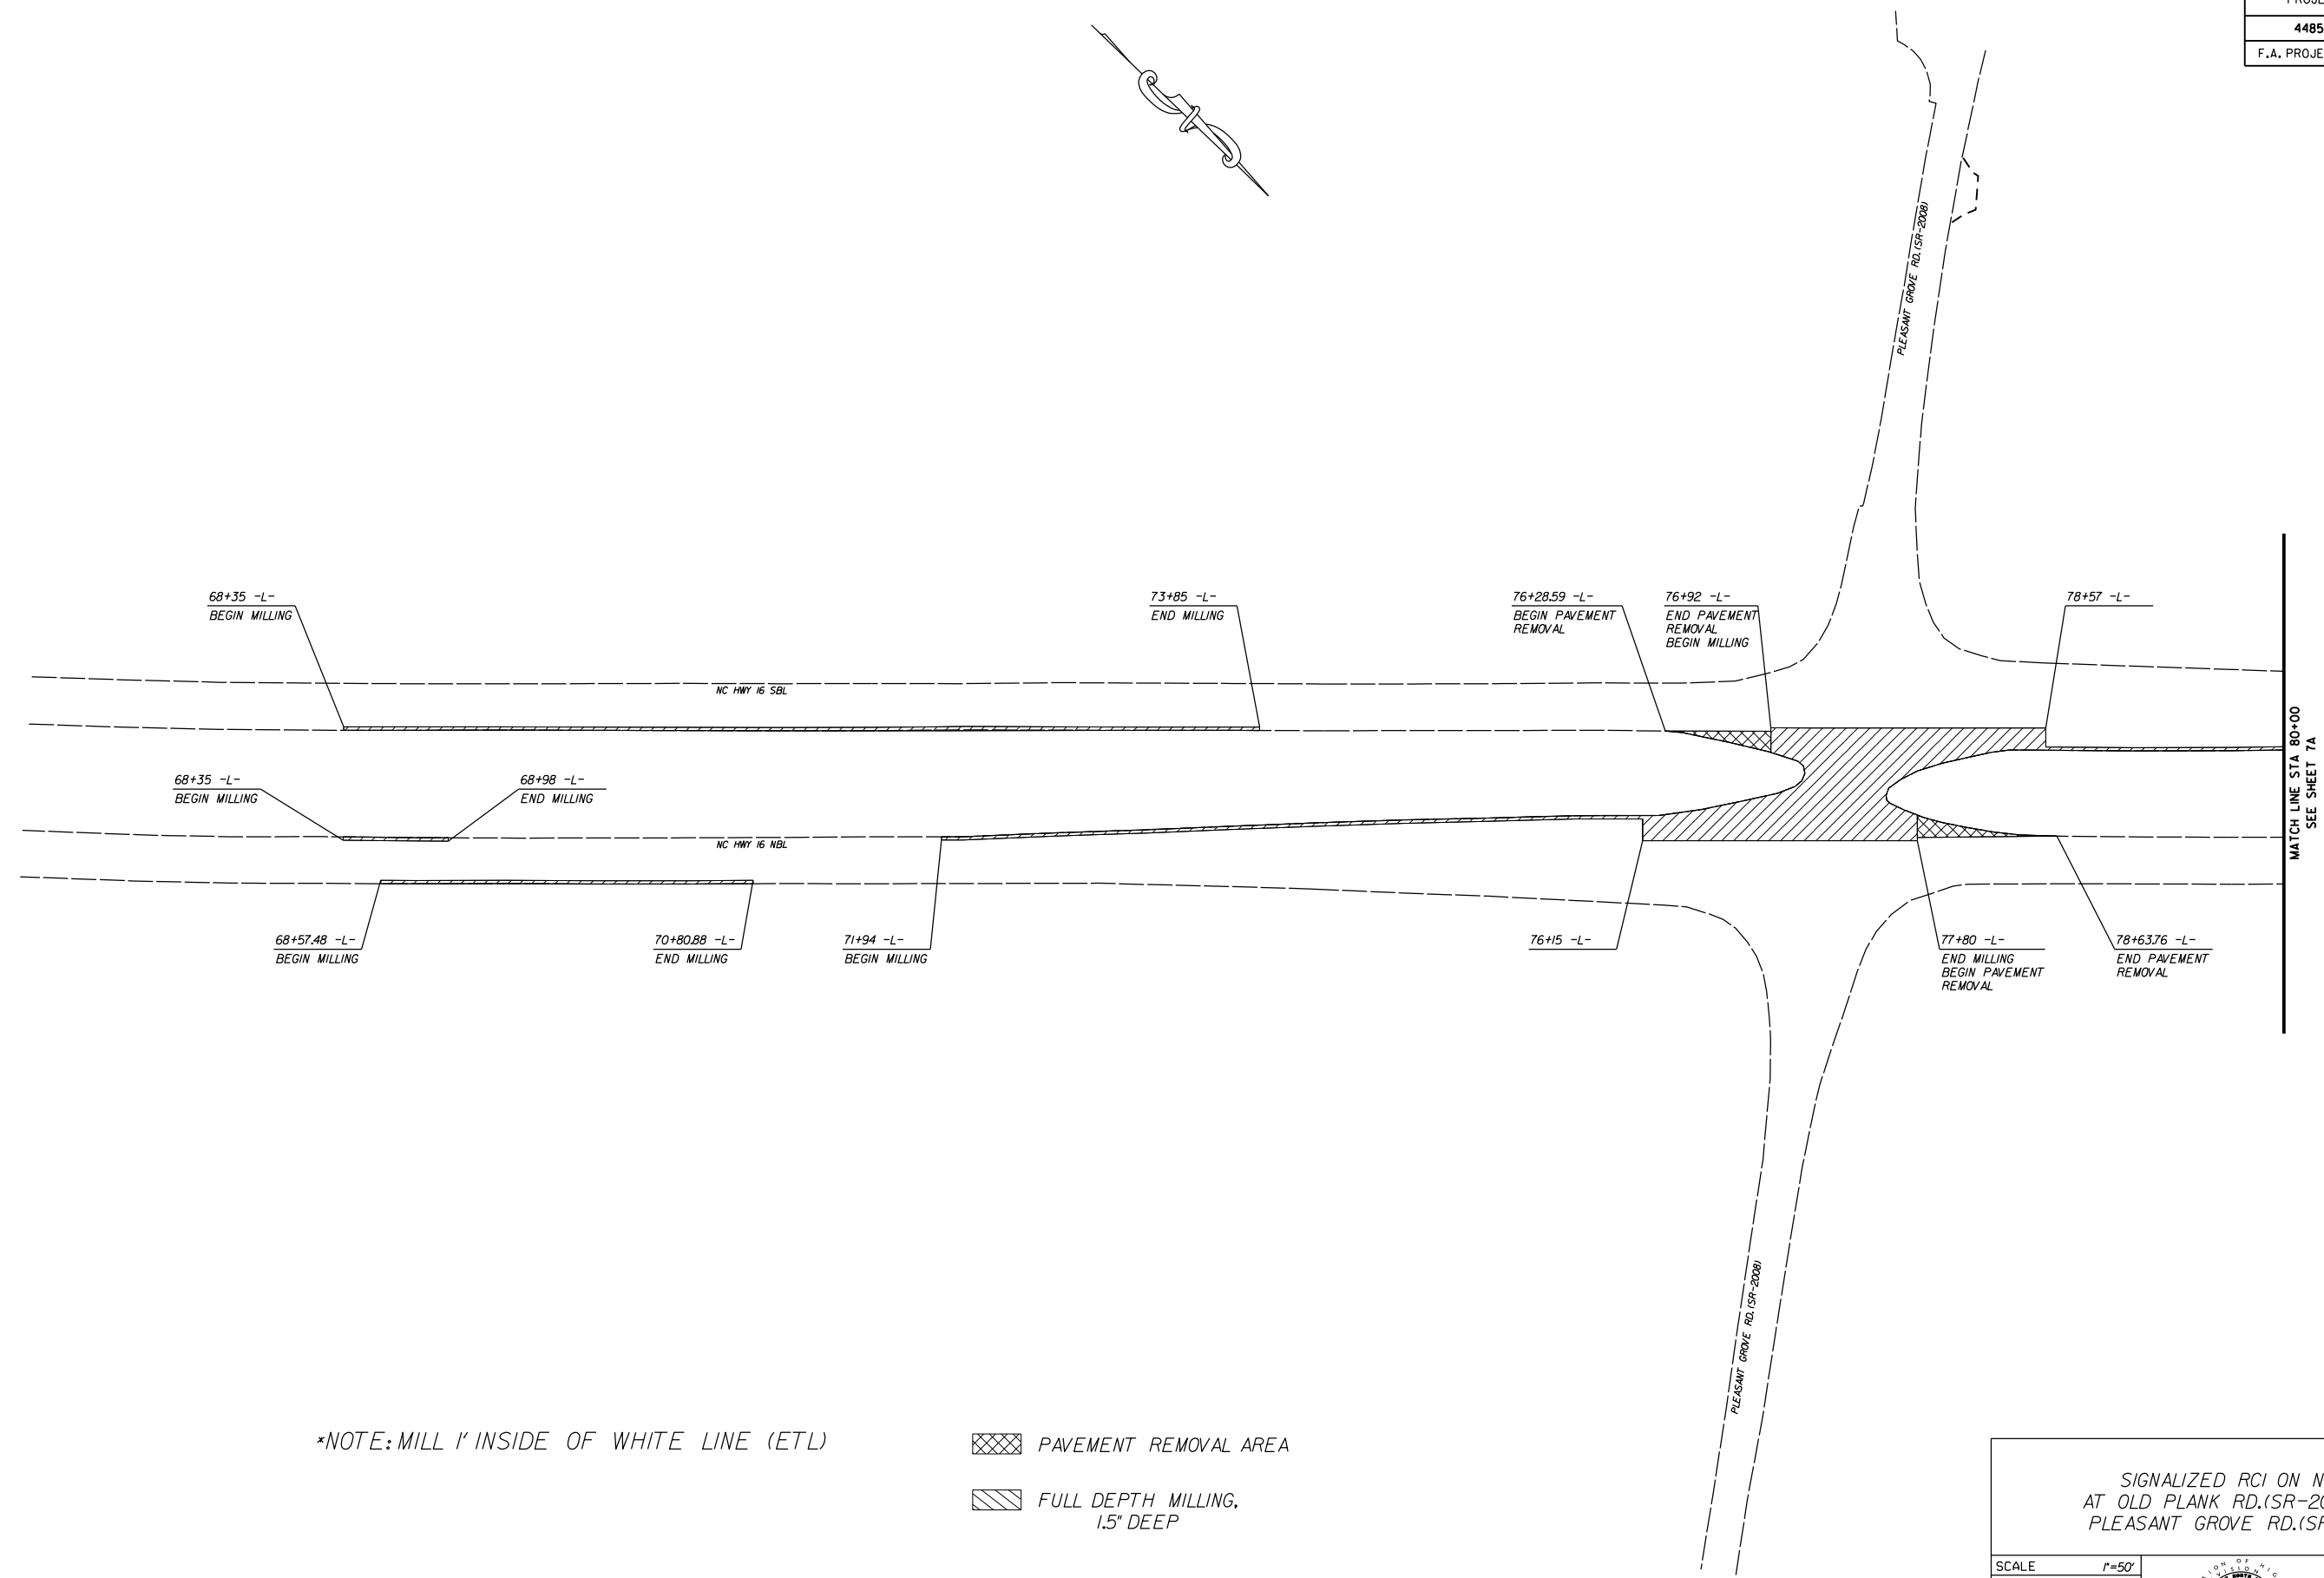 4485
F.A. PROJE
PLEASANT GROVE RD.(SR-2008)
68+35 -L-
BEGIN MILLING
73+85 -L-
END MILLING
76+28.59 -L-
BEGIN PAVEMENT
REMOVAL
76+92 -L-
END PAVEMENT
REMOVAL
BEGIN MILLING
78+57 -L-
NC HWY 16 SBL
MATCH LINE STA 80+00
SEE SHEET 7A
68+35 -L-
BEGIN MILLING
68+98 -L-
END MILLING
NC HWY 16 NBL
68+57.48 -L-
BEGIN MILLING
70+80.88 -L-
END MILLING
71+94 -L-
BEGIN MILLING
76+15 -L-
77+80 -L-
END MILLING
BEGIN PAVEMENT
REMOVAL
78+63.76 -L-
END PAVEMENT
REMOVAL
PLEASANT GROVE RD.(SR-2008)
*NOTE: MILL 1' INSIDE OF WHITE LINE (ETL)
PAVEMENT REMOVAL AREA
FULL DEPTH MILLING,
1.5" DEEP
SIGNALIZED RCI ON N
AT OLD PLANK RD.(SR-20
PLEASANT GROVE RD.(SR
SCALE 1"=50'